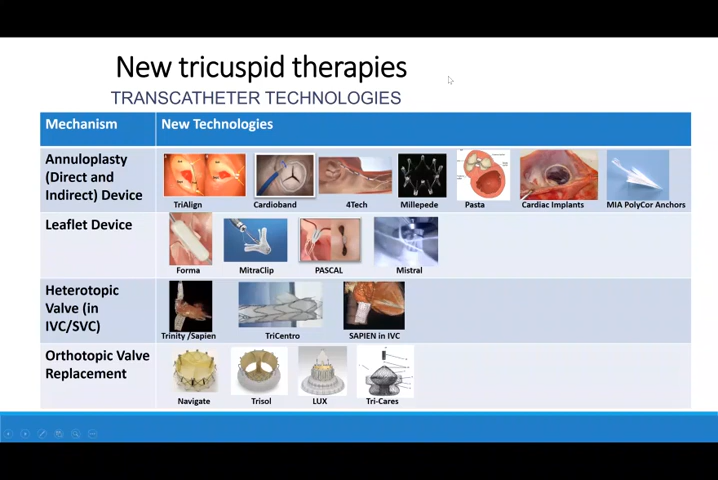 New tricuspid therapies
TRANSCATHETER TECHNOLOGIES
Mechanism
New Technologies
Annuloplasty
(Direct and
Indirect) Device
TriAlign
Cardioband
4Tech
Millepede
Pasta
Cardiac Implants
MIA PolyCor Anchors
Leaflet Device
Forma
MitraClip
PASCAL
Mistral
Heterotopic
Valve (in
IVC/SVC)
Trinity /Sapien
TriCentro
SAPIEN in IVC
Orthotopic Valve
Replacement
Navigate
Trisol
LUX
Tri-Cares